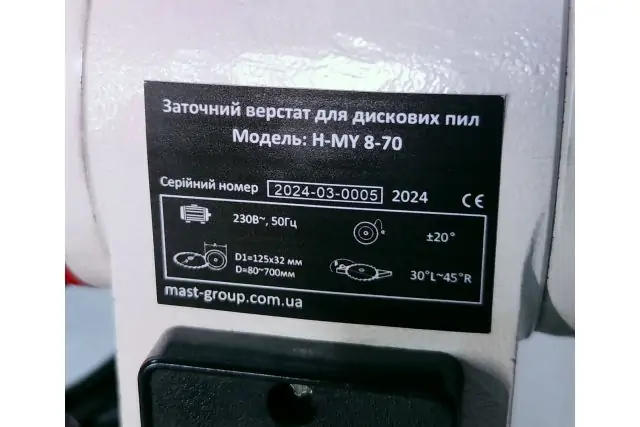 Заточний верстат для дискових пил
Модель: H-MY 8-70
Серійний номер 2024-03-0005 2024 CE
230В~, 50Гц
±20°
D1=125x32 мм
D=80~700мм
30°L~45°R
mast-group.com.ua